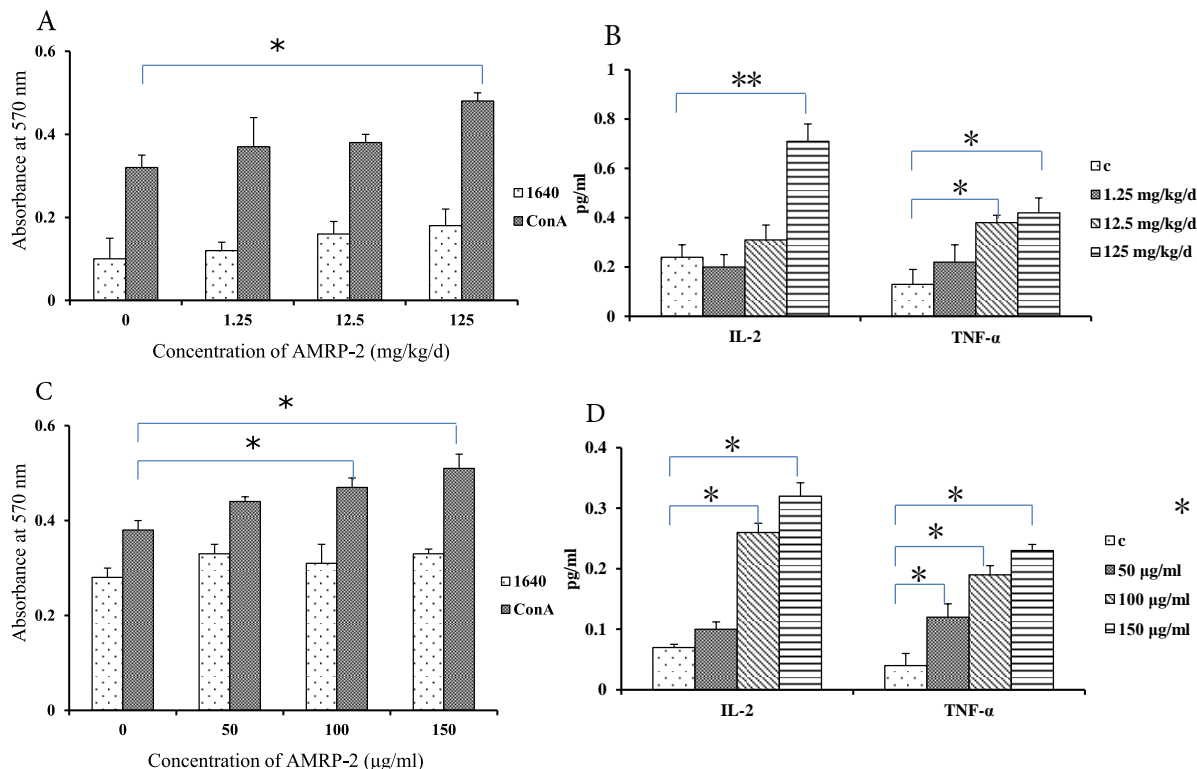 A
*
0.6
0.4
0.2
0
Absorbance at 570 nm
1640
ConA
0 1.25 12.5 125
Concentration of AMRP-2 (mg/kg/d)
B
**
*
*
1
0.8
0.6
0.4
0.2
0
pg/ml
c
1.25 mg/kg/d
12.5 mg/kg/d
125 mg/kg/d
IL-2 TNF-α
C
*
*
0.6
0.4
0.2
0
Absorbance at 570 nm
1640
ConA
0 50 100 150
Concentration of AMRP-2 (μg/ml)
D
*
*
*
*
*
*
0.4
0.3
0.2
0.1
0
pg/ml
c
50 μg/ml
100 μg/ml
150 μg/ml
IL-2 TNF-α